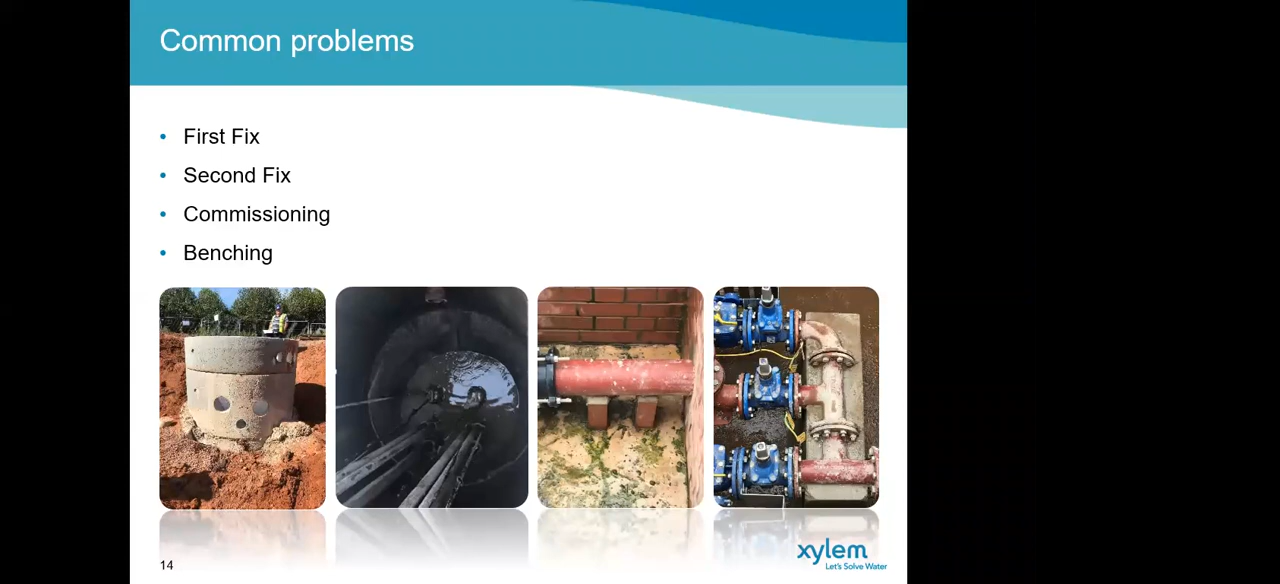 Common problems
• First Fix
• Second Fix
• Commissioning
• Benching
14
xylem
Let's Solve Water